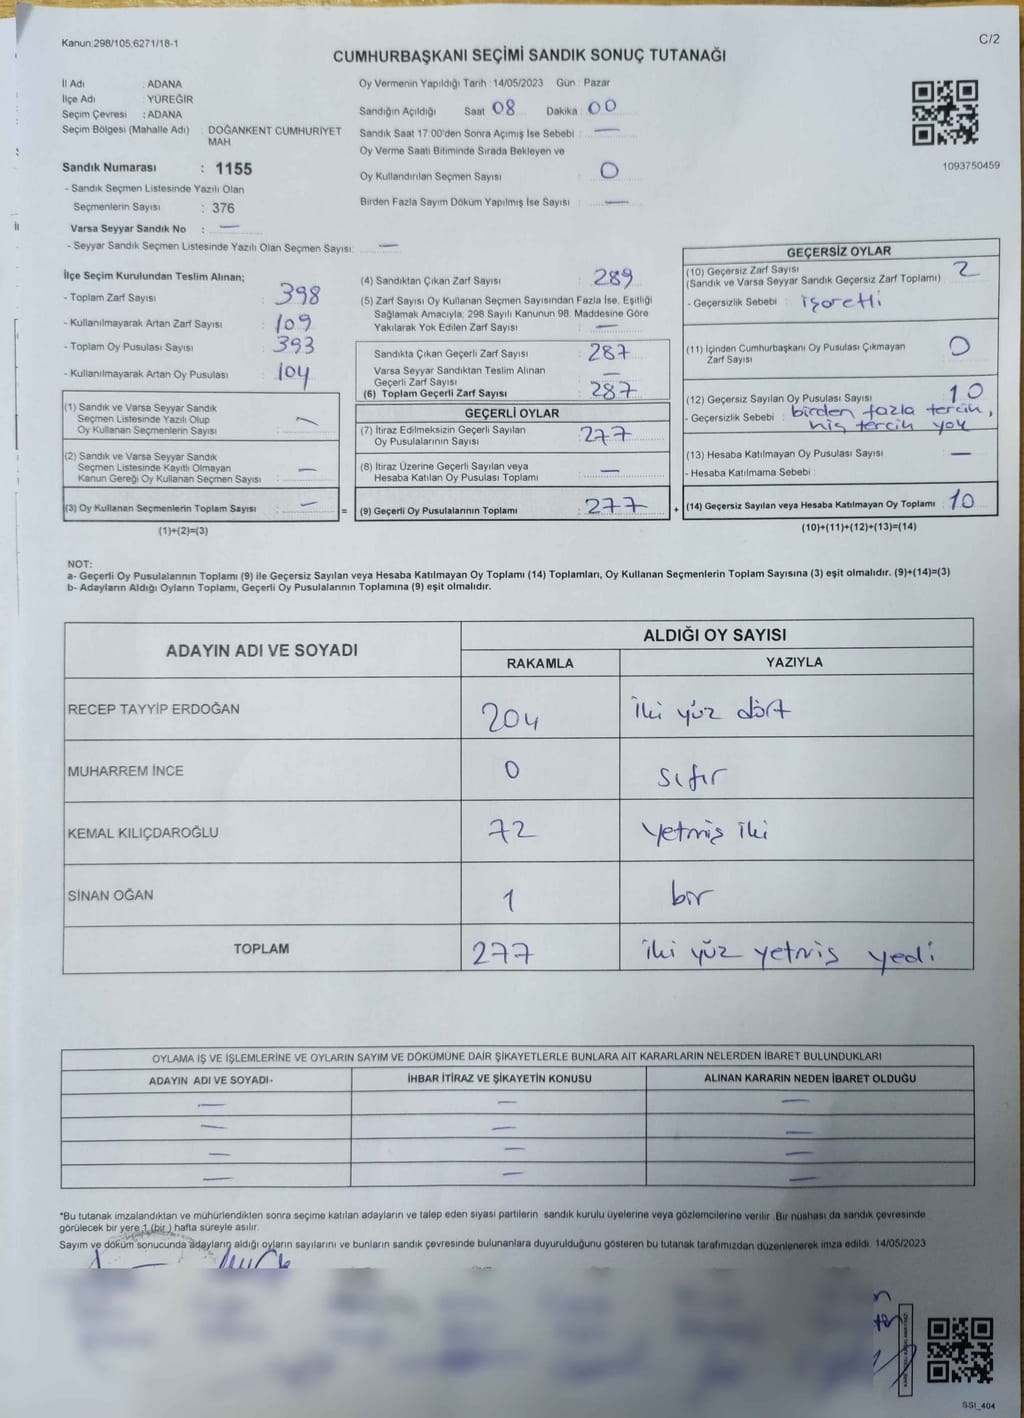 Kanun:298/105;6271/18-1
C/2
CUMHURBAŞKANI SEÇİMİ SANDIK SONUÇ TUTANAĞI
İl Adı : ADANA
İlçe Adı : YÜREĞİR
Seçim Çevresi : ADANA
Seçim Bölgesi (Mahalle Adı) : DOĞANKENT CUMHURİYET MAH
Sandık Numarası : 1155
- Sandık Seçmen Listesinde Yazılı Olan
Seçmenlerin Sayısı : 376
Varsa Seyyar Sandık No : —
- Seyyar Sandık Seçmen Listesinde Yazılı Olan Seçmen Sayısı: —
Oy Vermenin Yapıldığı Tarih : 14/05/2023 Gün : Pazar
Sandığın Açıldığı Saat 08 Dakika : 00
Sandık Saat 17:00'den Sonra Açımış İse Sebebi : —
Oy Verme Saati Bitiminde Sırada Bekleyen ve
Oy Kullandırılan Seçmen Sayısı : 0
Birden Fazla Sayım Döküm Yapılmış İse Sayısı : —
1093750459
İlçe Seçim Kurulundan Teslim Alınan;
- Toplam Zarf Sayısı : 398
- Kullanılmayarak Artan Zarf Sayısı : 109
- Toplam Oy Pusulası Sayısı : 393
- Kullanılmayarak Artan Oy Pusulası : 104
(1) Sandık ve Varsa Seyyar Sandık
Seçmen Listesinde Yazılı Olup
Oy Kullanan Seçmenlerin Sayısı : —
(2) Sandık ve Varsa Seyyar Sandık
Seçmen Listesinde Kayıtlı Olmayan
Kanun Gereği Oy Kullanan Seçmen Sayısı : —
(3) Oy Kullanan Seçmenlerin Toplam Sayısı : —
(1)+(2)=(3)
=
(4) Sandıktan Çıkan Zarf Sayısı : 289
(5) Zarf Sayısı Oy Kullanan Seçmen Sayısından Fazla İse, Eşitliği
Sağlamak Amacıyla; 298 Sayılı Kanunun 98. Maddesine Göre
Yakılarak Yok Edilen Zarf Sayısı : —
Sandıkta Çıkan Geçerli Zarf Sayısı : 287
Varsa Seyyar Sandıktan Teslim Alınan
Geçerli Zarf Sayısı : —
(6) Toplam Geçerli Zarf Sayısı : 287
GEÇERLİ OYLAR
(7) İtiraz Edilmeksizin Geçerli Sayılan
Oy Pusulalarının Sayısı : 277
(8) İtiraz Üzerine Geçerli Sayılan veya
Hesaba Katılan Oy Pusulası Toplamı : —
(9) Geçerli Oy Pusulalarının Toplamı : 277
+
GEÇERSİZ OYLAR
(10) Geçersiz Zarf Sayısı : 2
(Sandık ve Varsa Seyyar Sandık Geçersiz Zarf Toplamı)
- Geçersizlik Sebebi : işaretli
(11) İçinden Cumhurbaşkanı Oy Pusulası Çıkmayan
Zarf Sayısı : 0
(12) Geçersiz Sayılan Oy Pusulası Sayısı : 10
- Geçersizlik Sebebi : birden fazla tercih,
hiç tercih yok
(13) Hesaba Katılmayan Oy Pusulası Sayısı : —
- Hesaba Katılmama Sebebi :
(14) Geçersiz Sayılan veya Hesaba Katılmayan Oy Toplamı : 10
(10)+(11)+(12)+(13)=(14)
NOT:
a- Geçerli Oy Pusulalarının Toplamı (9) ile Geçersiz Sayılan veya Hesaba Katılmayan Oy Toplamı (14) Toplamları, Oy Kullanan Seçmenlerin Toplam Sayısına (3) eşit olmalıdır. (9)+(14)=(3)
b- Adayların Aldığı Oyların Toplamı, Geçerli Oy Pusulalarının Toplamına (9) eşit olmalıdır.
ADAYIN ADI VE SOYADI
ALDIĞI OY SAYISI
RAKAMLA YAZIYLA
RECEP TAYYİP ERDOĞAN 204 iki yüz dört
MUHARREM İNCE 0 sıfır
KEMAL KILIÇDAROĞLU 72 yetmiş iki
SİNAN OĞAN 1 bir
TOPLAM 277 iki yüz yetmiş yedi
OYLAMA İŞ VE İŞLEMLERİNE VE OYLARIN SAYIM VE DÖKÜMÜNE DAİR ŞİKAYETLERLE BUNLARA AİT KARARLARIN NELERDEN İBARET BULUNDUKLARI
ADAYIN ADI VE SOYADI İHBAR İTİRAZ VE ŞİKAYETİN KONUSU ALINAN KARARIN NEDEN İBARET OLDUĞU
— — —
— — —
— — —
— — —
*Bu tutanak imzalandıktan ve mühürlendikten sonra seçime katılan adayların ve talep eden siyasi partilerin sandık kurulu üyelerine veya gözlemcilerine verilir. Bir nüshası da sandık çevresinde
görülecek bir yere 1 (bir ) hafta süreyle asılır.
Sayım ve döküm sonucunda adayların aldığı oyların sayılarını ve bunların sandık çevresinde bulunanlara duyurulduğunu gösteren bu tutanak tarafımızdan düzenlenerek imza edildi. 14/05/2023
SSI_404